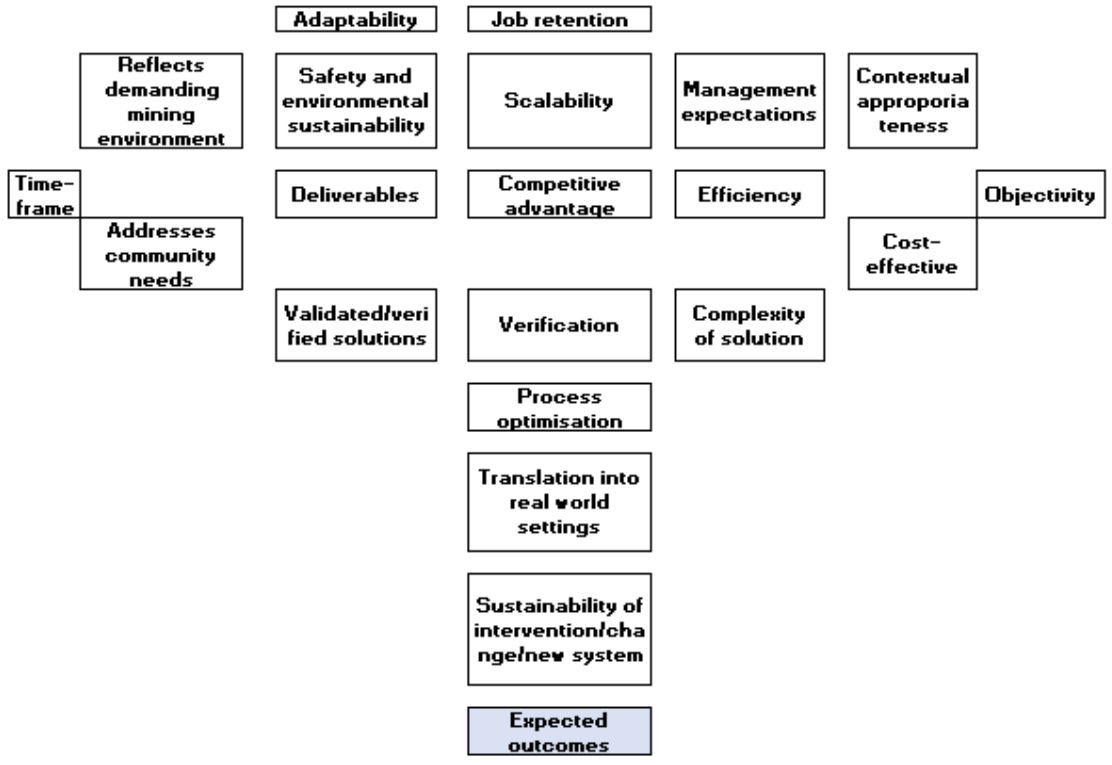 Adaptability
Job retention
Reflects
demanding
mining
environment
Safety and
environmental
sustainability
Scalability
Management
expectations
Contextual
approporia
teness
Time-
frame
Deliverables
Competitive
advantage
Efficiency
Objectivity
Addresses
community
needs
Cost-
effective
Validated/veri
fied solutions
Verification
Complexity
of solution
Process
optimisation
Translation into
real world
settings
Sustainability of
intervention/cha
nge/new system
Expected
outcomes